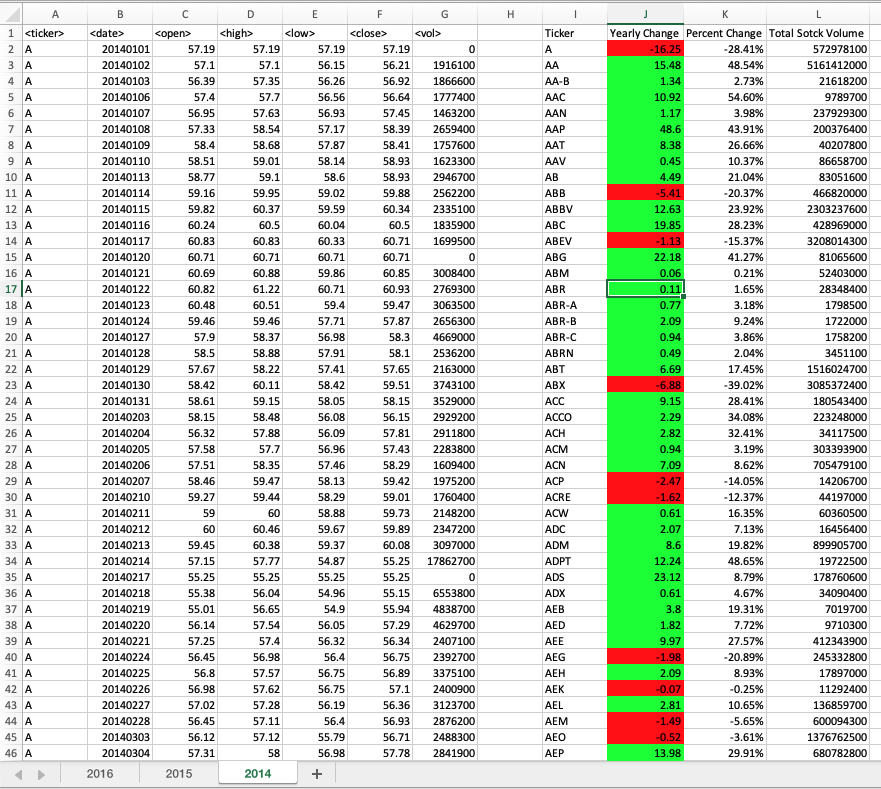 A B C D E F G H I J K L
1 <ticker> <date> <open> <high> <low> <close> <vol> Ticker Yearly Change Percent Change Total Sotck Volume
2 A 20140101 57.19 57.19 57.19 57.19 0 A -16.25 -28.41% 572978100
3 A 20140102 57.1 57.1 56.15 56.21 1916100 AA 15.48 48.54% 5161412000
4 A 20140103 56.39 57.35 56.26 56.92 1866600 AA-B 1.34 2.73% 21618200
5 A 20140106 57.4 57.7 56.56 56.64 1777400 AAC 10.92 54.60% 9789700
6 A 20140107 56.95 57.63 56.93 57.45 1463200 AAN 1.17 3.98% 237929300
7 A 20140108 57.33 58.54 57.17 58.39 2659400 AAP 48.6 43.91% 200376400
8 A 20140109 58.4 58.68 57.87 58.41 1757600 AAT 8.38 26.66% 40207800
9 A 20140110 58.51 59.01 58.14 58.93 1623300 AAV 0.45 10.37% 86658700
10 A 20140113 58.77 59.1 58.6 58.93 2946700 AB 4.49 21.04% 83051600
11 A 20140114 59.16 59.95 59.02 59.88 2562200 ABB -5.41 -20.37% 466820000
12 A 20140115 59.82 60.37 59.59 60.34 2335100 ABBV 12.63 23.92% 2303237600
13 A 20140116 60.24 60.5 60.04 60.5 1835900 ABC 19.85 28.23% 428969000
14 A 20140117 60.83 60.83 60.33 60.71 1699500 ABEV -1.13 -15.37% 3208014300
15 A 20140120 60.71 60.71 60.71 60.71 0 ABG 22.18 41.27% 81065600
16 A 20140121 60.69 60.88 59.86 60.85 3008400 ABM 0.06 0.21% 52403000
17 A 20140122 60.82 61.22 60.71 60.93 2769300 ABR 0.11 1.65% 28348400
18 A 20140123 60.48 60.51 59.4 59.47 3063500 ABR-A 0.77 3.18% 1798500
19 A 20140124 59.46 59.46 57.71 57.87 2656300 ABR-B 2.09 9.24% 1722000
20 A 20140127 57.9 58.37 56.98 58.3 4669000 ABR-C 0.94 3.86% 1758200
21 A 20140128 58.5 58.88 57.91 58.1 2536200 ABRN 0.49 2.04% 3451100
22 A 20140129 57.67 58.22 57.41 57.65 2163000 ABT 6.69 17.45% 1516024700
23 A 20140130 58.42 60.11 58.42 59.51 3743100 ABX -6.88 -39.02% 3085372400
24 A 20140131 58.61 59.15 58.05 58.15 3529000 ACC 9.15 28.41% 180543400
25 A 20140203 58.15 58.48 56.08 56.15 2929200 ACCO 2.29 34.08% 223248000
26 A 20140204 56.32 57.88 56.09 57.81 2911800 ACH 2.82 32.41% 34117500
27 A 20140205 57.58 57.7 56.96 57.43 2283800 ACM 0.94 3.19% 303393900
28 A 20140206 57.51 58.35 57.46 58.29 1609400 ACN 7.09 8.62% 705479100
29 A 20140207 58.46 59.47 58.13 59.42 1975200 ACP -2.47 -14.05% 14206700
30 A 20140210 59.27 59.44 58.29 59.01 1760400 ACRE -1.62 -12.37% 44197000
31 A 20140211 59 60 58.88 59.73 2148200 ACW 0.61 16.35% 60360500
32 A 20140212 60 60.46 59.67 59.89 2347200 ADC 2.07 7.13% 16456400
33 A 20140213 59.45 60.38 59.37 60.08 3097000 ADM 8.6 19.82% 899905700
34 A 20140214 57.15 57.77 54.87 55.25 17862700 ADPT 12.24 48.65% 19722500
35 A 20140217 55.25 55.25 55.25 55.25 0 ADS 23.12 8.79% 178760600
36 A 20140218 55.38 56.04 54.96 55.15 6553800 ADX 0.61 4.67% 34090400
37 A 20140219 55.01 56.65 54.9 55.94 4838700 AEB 3.8 19.31% 7019700
38 A 20140220 56.14 57.54 56.05 57.29 4629700 AED 1.82 7.72% 9710300
39 A 20140221 57.25 57.4 56.32 56.34 2407100 AEE 9.97 27.57% 412343900
40 A 20140224 56.45 56.98 56.4 56.75 2392700 AEG -1.98 -20.89% 245332800
41 A 20140225 56.8 57.57 56.75 56.89 3375100 AEH 2.09 8.93% 17897000
42 A 20140226 56.98 57.62 56.75 57.1 2400900 AEK -0.07 -0.25% 11292400
43 A 20140227 57.02 57.28 56.19 56.36 3123700 AEL 2.81 10.65% 136859700
44 A 20140228 56.45 57.11 56.4 56.93 2876200 AEM -1.49 -5.65% 600094300
45 A 20140303 56.12 57.12 55.79 56.71 2488300 AEO -0.52 -3.61% 1376762500
46 A 20140304 57.31 58 56.98 57.78 2841900 AEP 13.98 29.91% 680782800
2016 2015 2014 +